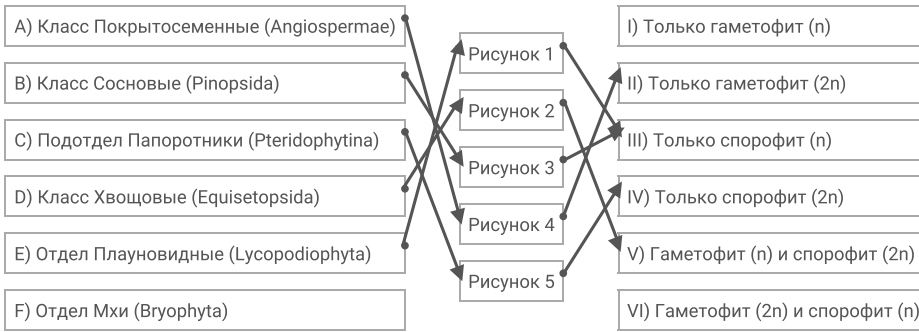 A) Класс Покрытосеменные (Angiospermae)
B) Класс Сосновые (Pinopsida)
C) Подотдел Папоротники (Pteridophytina)
D) Класс Хвощовые (Equisetopsida)
E) Отдел Плауновидные (Lycopodiophyta)
F) Отдел Мхи (Bryophyta)
Рисунок 1
Рисунок 2
Рисунок 3
Рисунок 4
Рисунок 5
I) Только гаметофит (n)
II) Только гаметофит (2n)
III) Только спорофит (n)
IV) Только спорофит (2n)
V) Гаметофит (n) и спорофит (2n)
VI) Гаметофит (2n) и спорофит (n)